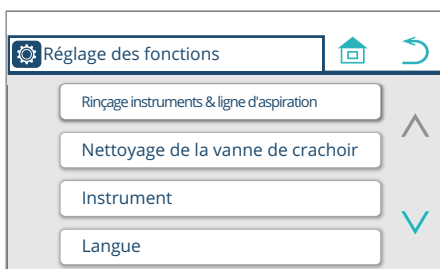 Réglage des fonctions
Rinçage instruments & ligne d'aspiration
Nettoyage de la vanne de crachoir
Instrument
Langue